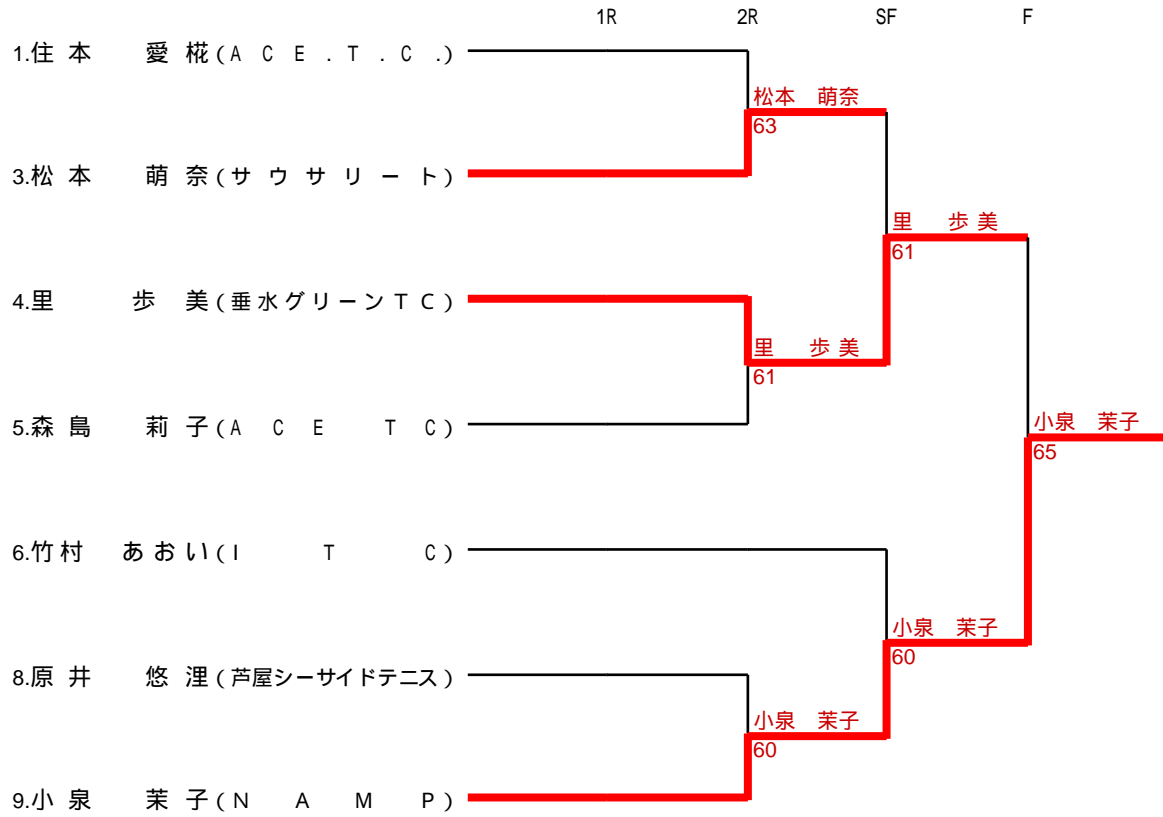 1R 2R SF F
1.住本 愛椛(ACE.T.C.)
松本 萌奈
63
3.松本 萌奈(サウサリート)
里 歩美
61
4.里 歩美(垂水グリーンTC)
里 歩美
61
5.森島 莉子(ACE TC)
小泉 茉子
65
6.竹村 あおい(I T C)
小泉 茉子
60
8.原井 悠浬(芦屋シーサイドテニス)
小泉 茉子
60
9.小泉 茉子(N A M P)